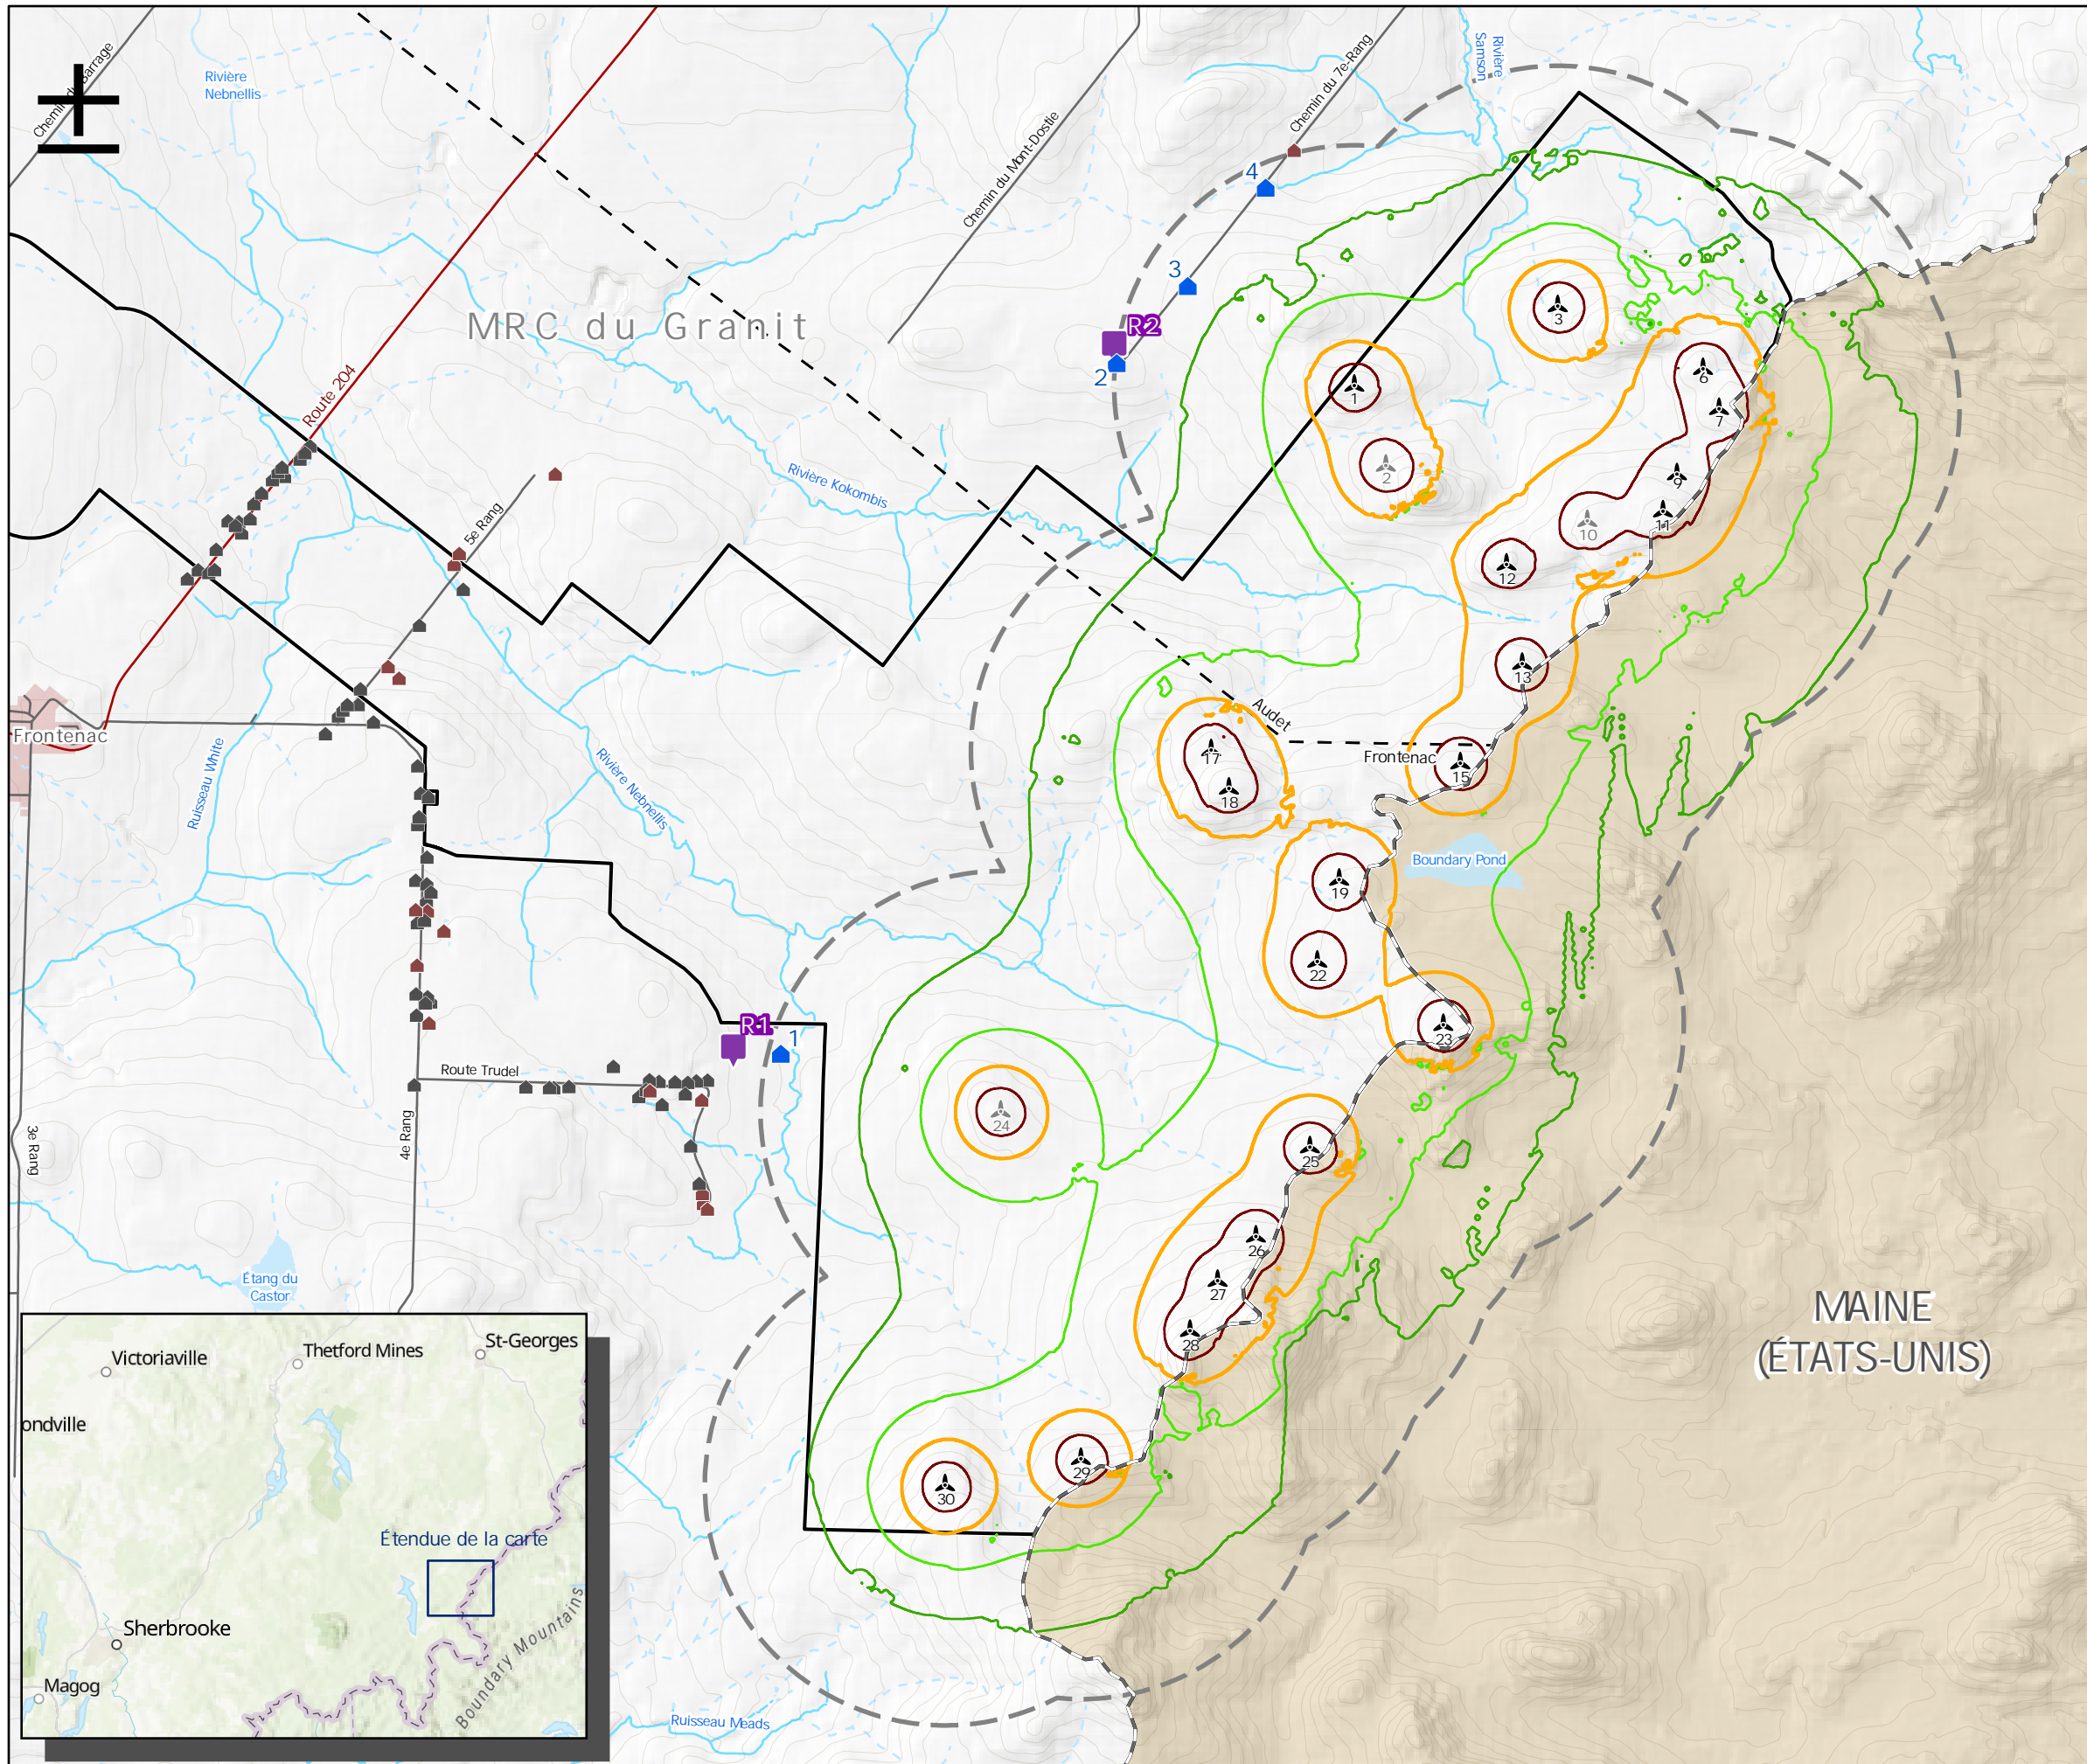 Chemin du Barrage
Rivière
Nebnellis
Route 204
MRC du Granit
Chemin du Mont-Dostie
Chemin du 7e-Rang
Rivière
Samson
4
3
R2
2
Rivière Kokombis
5e Rang
3
1
2
6
7
9
10
11
12
13
Audet
Frontenac
15
17
18
Frontenac
Ruisseau White
Rivière Nebnellis
Boundary Pond
19
22
23
R1
1
Route Trudel
4e Rang
3e Rang
24
25
26
27
28
29
30
Étang du
Castor
MAINE
(ÉTATS-UNIS)
Victoriaville
Thetford Mines
St-Georges
ondville
Étendue de la carte
Sherbrooke
Magog
Boundary Mountains
Ruisseau Meads